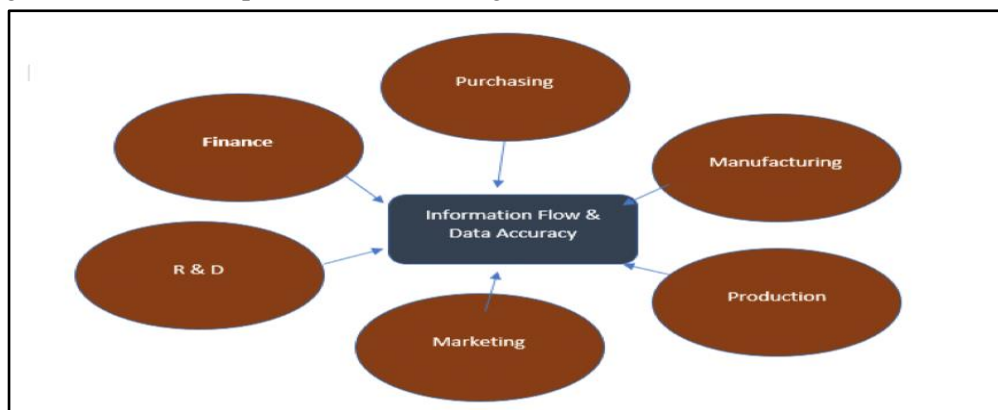 Purchasing
Finance
Manufacturing
Information Flow &
Data Accuracy
R & D
Production
Marketing